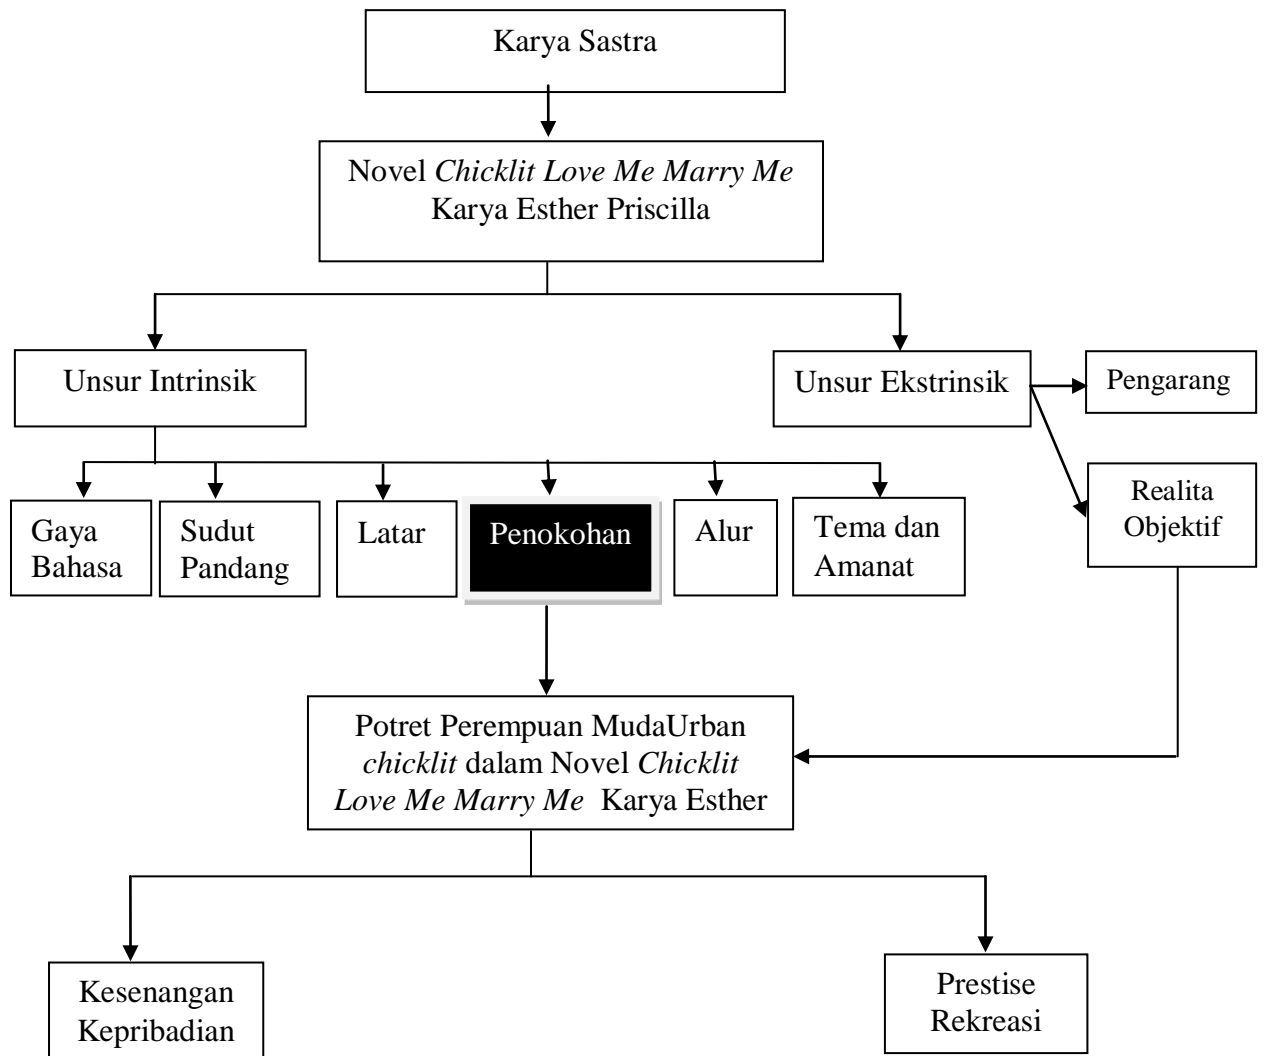 Karya Sastra
Novel Chicklit Love Me Marry Me
Karya Esther Priscilla
Unsur Intrinsik
Unsur Ekstrinsik
Pengarang
Gaya
Bahasa
Sudut
Pandang
Latar
Penokohan
Alur
Tema dan
Amanat
Realita
Objektif
Potret Perempuan MudaUrban
chicklit dalam Novel Chicklit
Love Me Marry Me Karya Esther
Kesenangan
Kepribadian
Prestise
Rekreasi